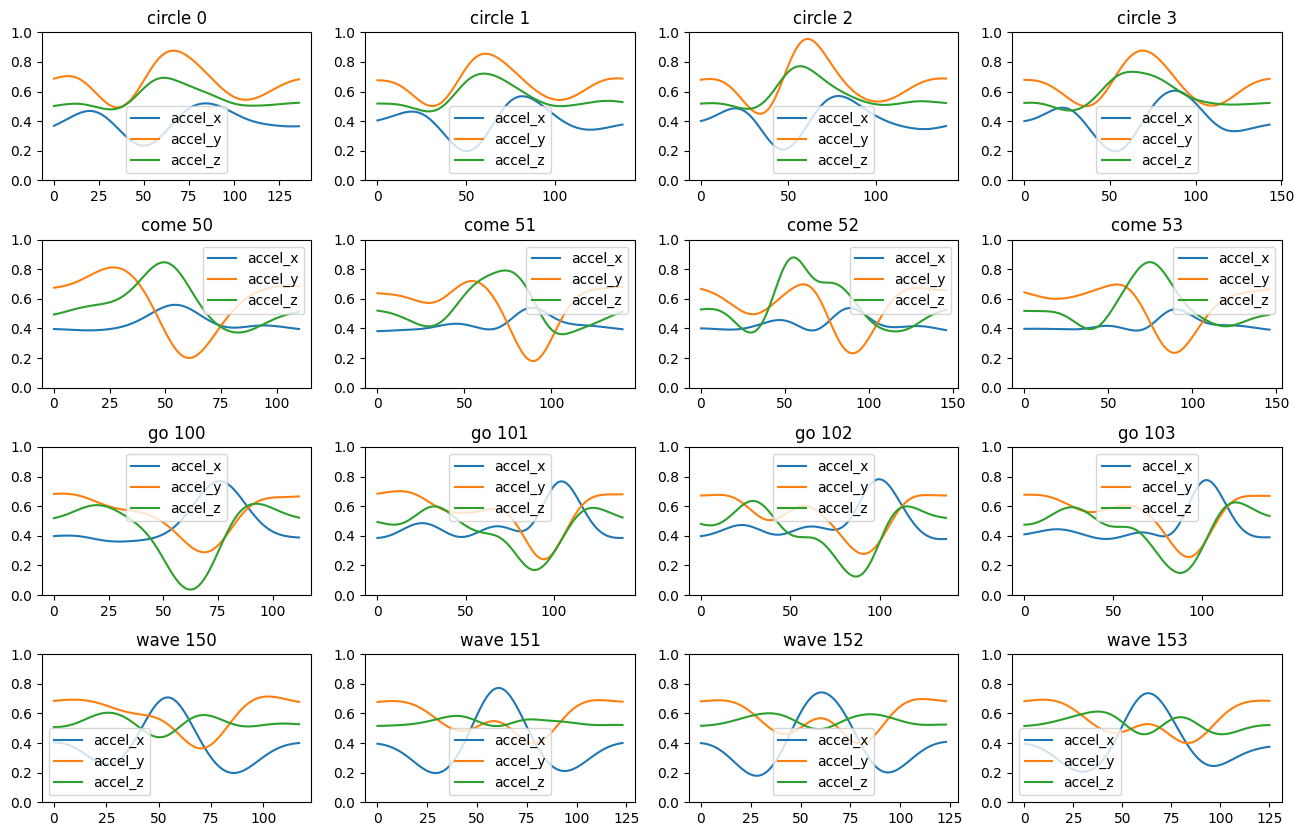 circle 0
circle 1
circle 2
circle 3
1.0
0.8
0.6
0.4
0.2
0.0
accel_x
accel_y
accel_z
0 25 50 75 100 125
1.0
0.8
0.6
0.4
0.2
0.0
accel_x
accel_y
accel_z
0 50 100
1.0
0.8
0.6
0.4
0.2
0.0
accel_x
accel_y
accel_z
0 50 100
1.0
0.8
0.6
0.4
0.2
0.0
accel_x
accel_y
accel_z
0 50 100 150
come 50
come 51
come 52
come 53
1.0
0.8
0.6
0.4
0.2
0.0
accel_x
accel_y
accel_z
0 50 100
1.0
0.8
0.6
0.4
0.2
0.0
accel_x
accel_y
accel_z
0 50 100
1.0
0.8
0.6
0.4
0.2
0.0
accel_x
accel_y
accel_z
0 50 100 150
1.0
0.8
0.6
0.4
0.2
0.0
accel_x
accel_y
accel_z
0 50 100 150
go 100
go 101
go 102
go 103
1.0
0.8
0.6
0.4
0.2
0.0
accel_x
accel_y
accel_z
0 25 50 75 100
1.0
0.8
0.6
0.4
0.2
0.0
accel_x
accel_y
accel_z
0 50 100
1.0
0.8
0.6
0.4
0.2
0.0
accel_x
accel_y
accel_z
0 50 100
1.0
0.8
0.6
0.4
0.2
0.0
accel_x
accel_y
accel_z
0 50 100
wave 150
wave 151
wave 152
wave 153
1.0
0.8
0.6
0.4
0.2
0.0
accel_x
accel_y
accel_z
0 50 100
1.0
0.8
0.6
0.4
0.2
0.0
accel_x
accel_y
accel_z
0 25 50 75 100 125
1.0
0.8
0.6
0.4
0.2
0.0
accel_x
accel_y
accel_z
0 25 50 75 100 125
1.0
0.8
0.6
0.4
0.2
0.0
accel_x
accel_y
accel_z
0 25 50 75 100 125